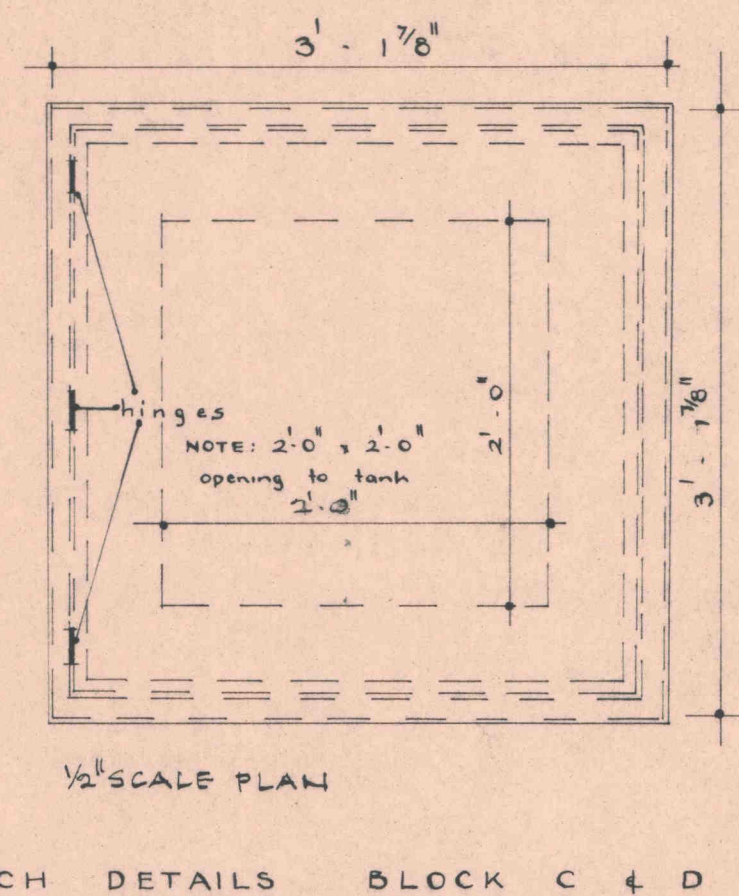 3' - 1 7/8"
hinges
NOTE: 2'-0" x 2'-0"
opening to tank
2'-0"
2'-0"
3' - 1 7/8"
1/2" SCALE PLAN
CH DETAILS BLOCK C & D